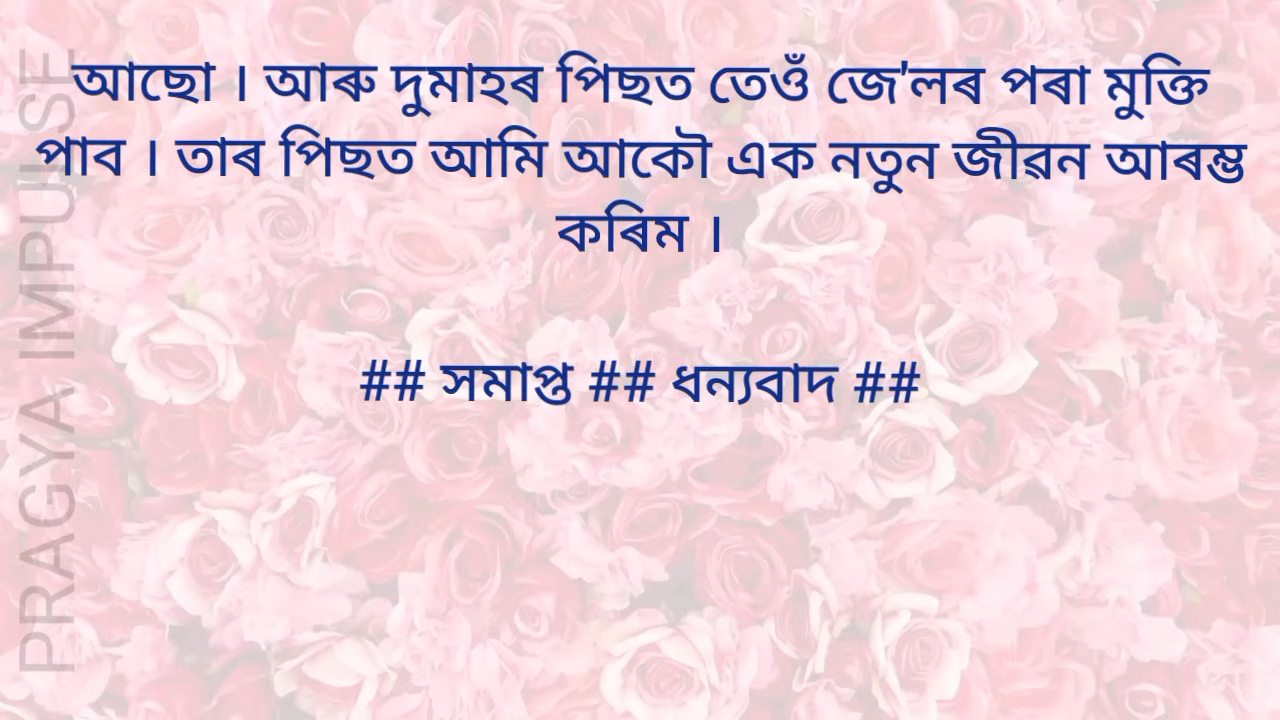 আছো । আৰু দুমাহৰ পিছত তেওঁ জে'লৰ পৰা মুক্তি
পাব । তাৰ পিছত আমি আকৌ এক নতুন জীৱন আৰম্ভ
কৰিম ।
## সমাপ্ত ## ধন্যবাদ ##
PRAGYA IMPULSE